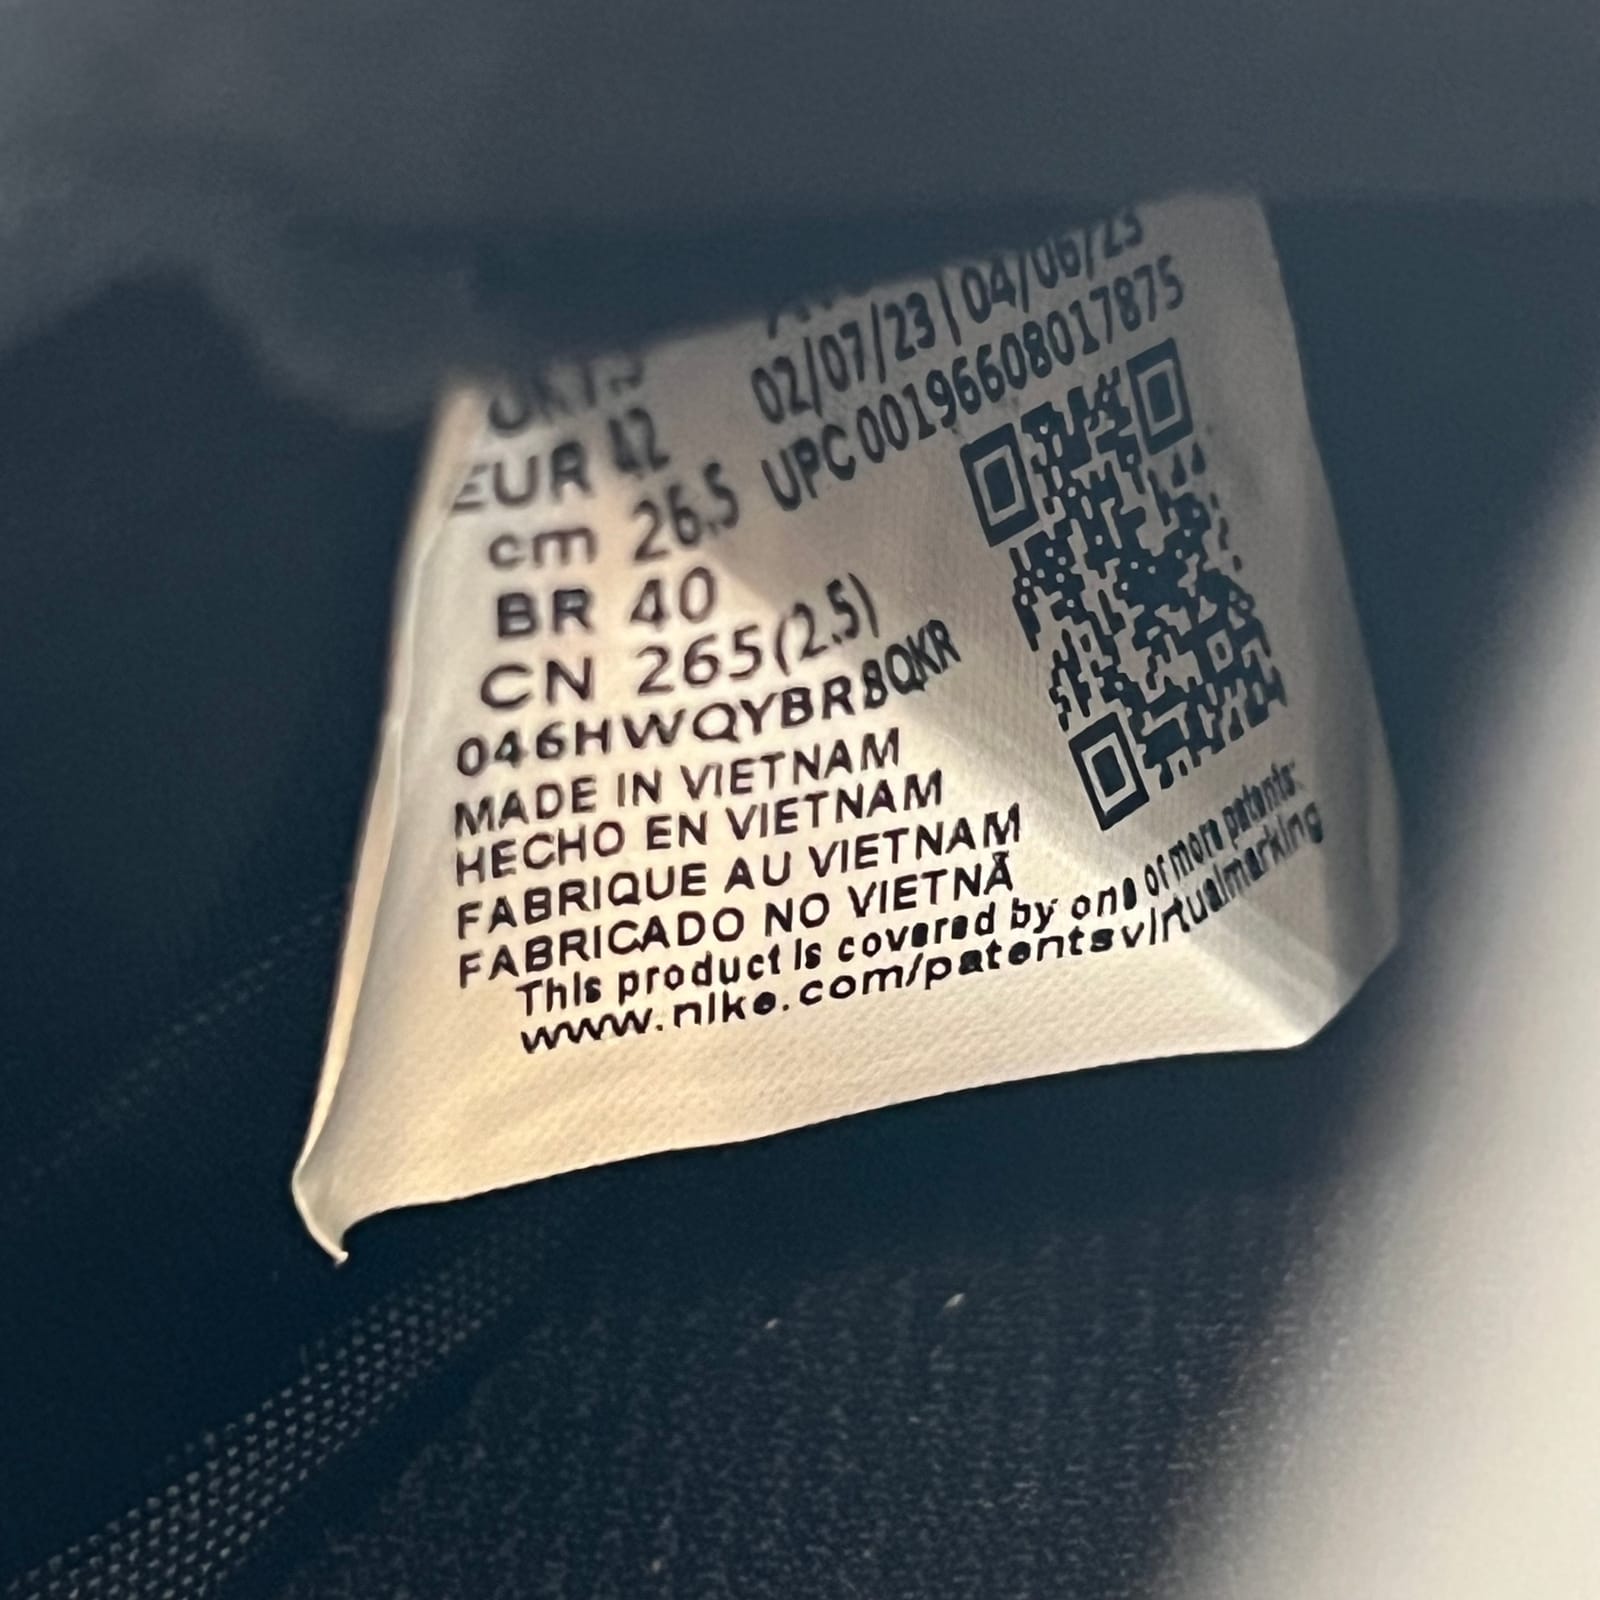 02/07/23 | 04/06/23
UPC 00196608017875
EUR 42
cm 26.5
BR 40
CN 265(2.5)
046HWQYBR8QKR
MADE IN VIETNAM
HECHO EN VIETNAM
FABRIQUE AU VIETNAM
FABRICADO NO VIETNÃ
This product is covered by one or more patents:
www.nike.com/patentsvirtualmarking